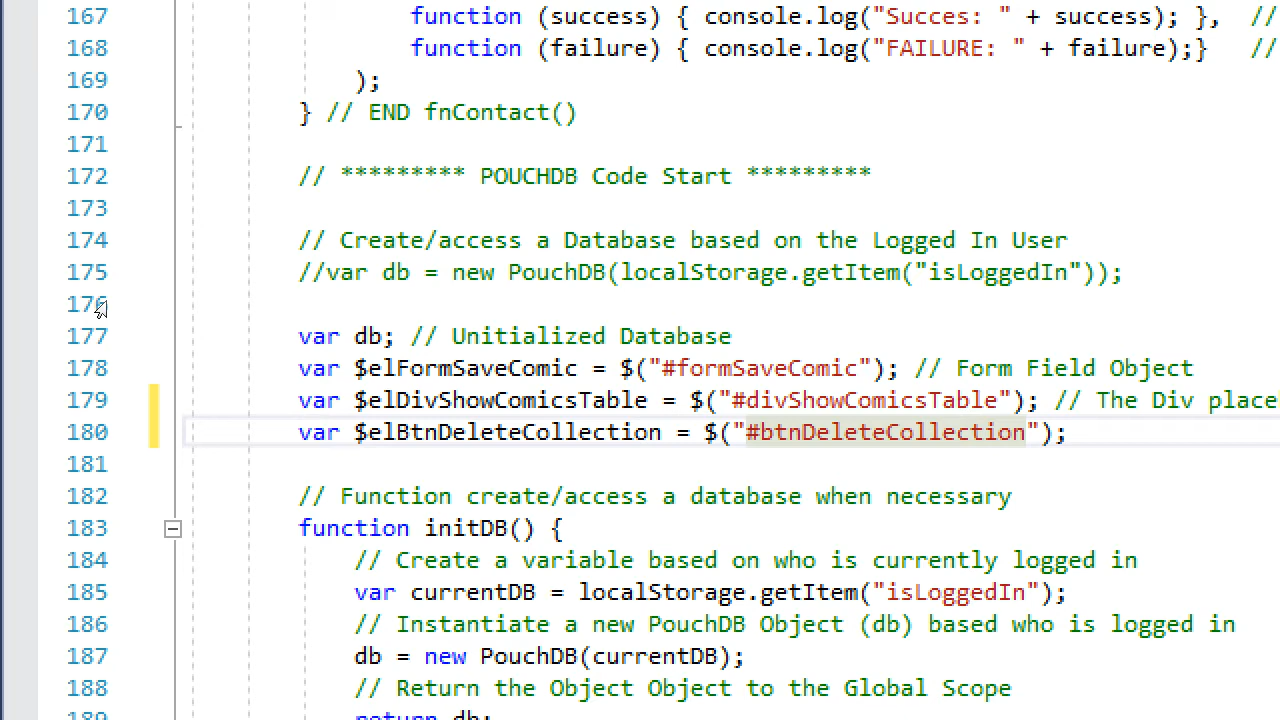 167 function (success) { console.log("Succes: " + success); }, //
168 function (failure) { console.log("FAILURE: " + failure);} //
169 );
170 } // END fnContact()
171
172 // ********* POUCHDB Code Start *********
173
174 // Create/access a Database based on the Logged In User
175 //var db = new PouchDB(localStorage.getItem("isLoggedIn"));
176
177 var db; // Unitialized Database
178 var $elFormSaveComic = $("#formSaveComic"); // Form Field Object
179 var $elDivShowComicsTable = $("#divShowComicsTable"); // The Div place
180 var $elBtnDeleteCollection = $("#btnDeleteCollection");
181
182 // Function create/access a database when necessary
183 function initDB() {
184 // Create a variable based on who is currently logged in
185 var currentDB = localStorage.getItem("isLoggedIn");
186 // Instantiate a new PouchDB Object (db) based who is logged in
187 db = new PouchDB(currentDB);
188 // Return the Object Object to the Global Scope
189 return db;